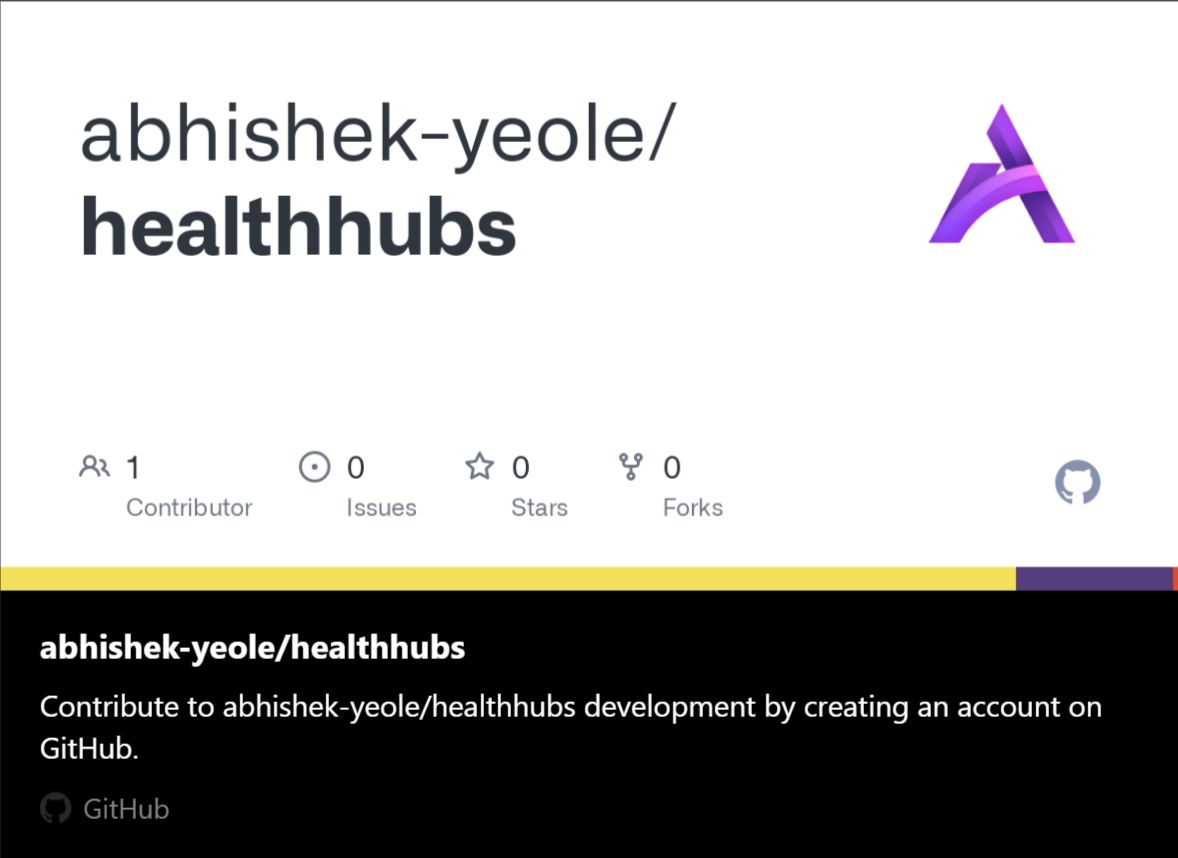 abhishek-yeole/
healthhubs
1 0 0 0
Contributor Issues Stars Forks
abhishek-yeole/healthhubs
Contribute to abhishek-yeole/healthhubs development by creating an account on
GitHub.
GitHub